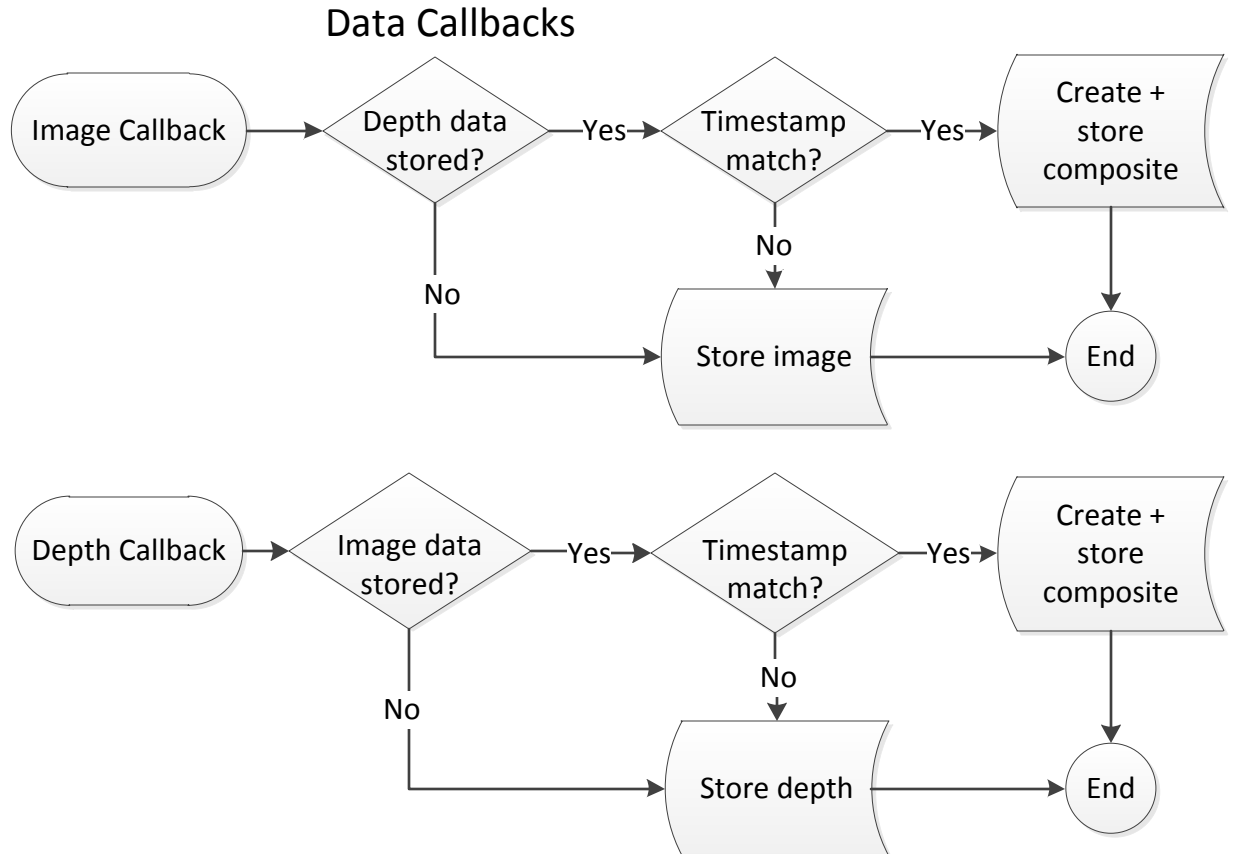 Data Callbacks
Image Callback
Depth data
stored?
Yes
Timestamp
match?
Yes
Create +
store
composite
No
No
Store image
End
Depth Callback
Image data
stored?
Yes
Timestamp
match?
Yes
Create +
store
composite
No
No
Store depth
End